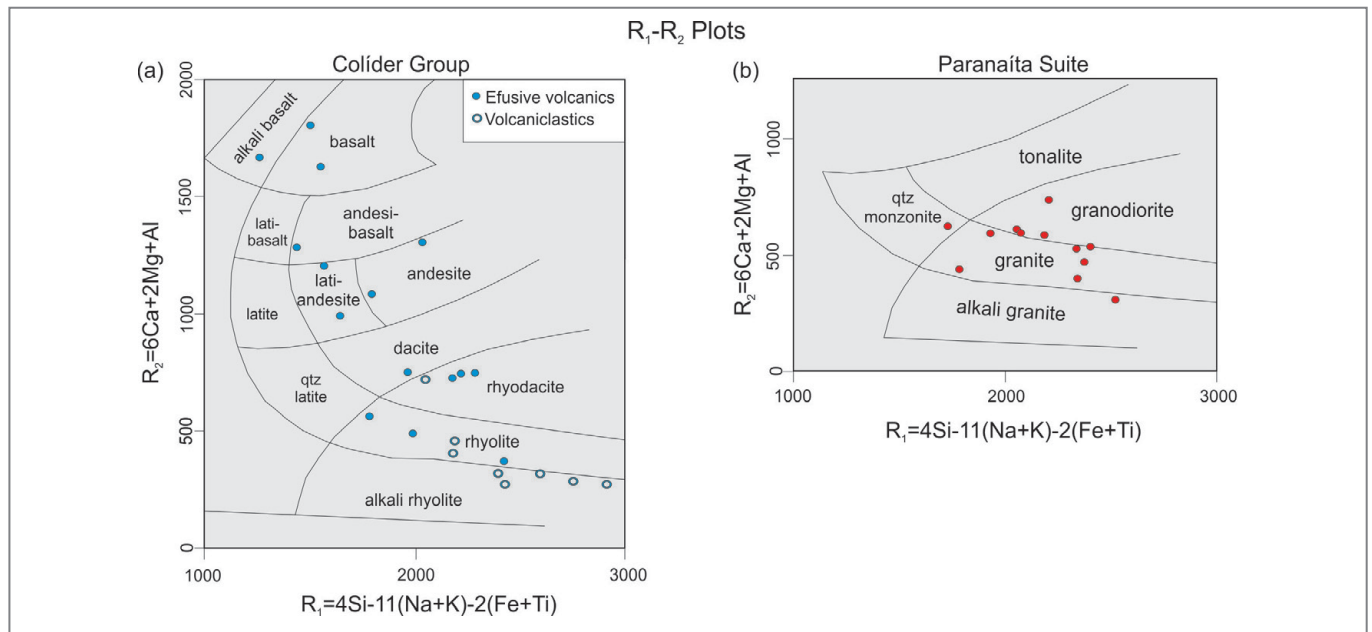 R₁-R₂ Plots
(a)
Colíder Group
Efusive volcanics
Volcaniclastics
alkali basalt
basalt
lati-
basalt
andesi-
basalt
lati-
andesite
andesite
latite
dacite
qtz
latite
rhyodacite
rhyolite
alkali rhyolite
R₂=6Ca+2Mg+Al
0
500
1000
1500
2000
1000
2000
3000
R₁=4Si-11(Na+K)-2(Fe+Ti)
(b)
Paranaíta Suite
tonalite
qtz
monzonite
granodiorite
granite
alkali granite
R₂=6Ca+2Mg+Al
0
500
1000
1000
2000
3000
R₁=4Si-11(Na+K)-2(Fe+Ti)